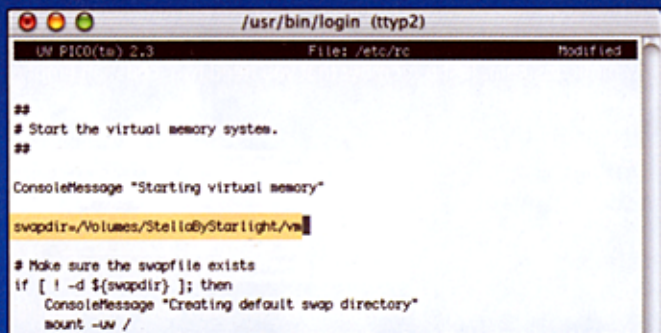 /usr/bin/login (ttyp2)
UW PICO(tm) 2.3 File: /etc/rc Modified
##
# Start the virtual memory system.
##
ConsoleMessage "Starting virtual memory"
swapdir=/Volumes/StellaByStarlight/vm
# Make sure the swapfile exists
if [ ! -d ${swapdir} ]; then
ConsoleMessage "Creating default swap directory"
mount -uw /